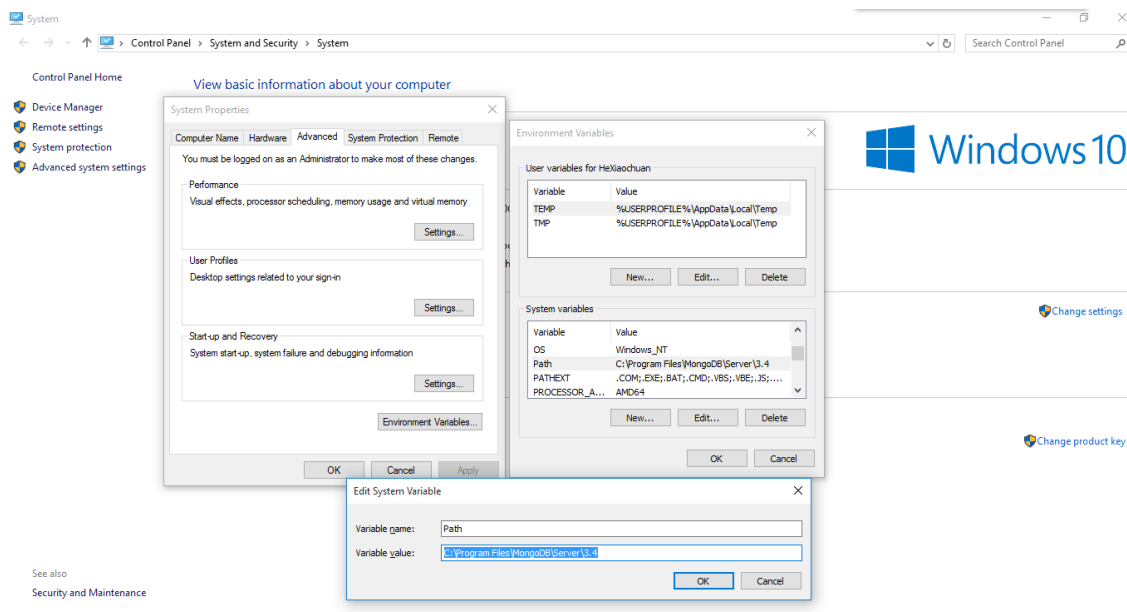 System
Control Panel > System and Security > System
Search Control Panel
Control Panel Home
Device Manager
Remote settings
System protection
Advanced system settings
See also
Security and Maintenance
View basic information about your computer
Windows 10
Change settings
Change product key
System Properties
Computer Name Hardware Advanced System Protection Remote
You must be logged on as an Administrator to make most of these changes.
Performance
Visual effects, processor scheduling, memory usage and virtual memory
Settings...
User Profiles
Desktop settings related to your sign-in
Settings...
Start-up and Recovery
System start-up, system failure and debugging information
Settings...
Environment Variables...
OK Cancel Apply
Environment Variables
User variables for HeXiaochuan
Variable Value
TEMP %USERPROFILE%\AppData\Local\Temp
TMP %USERPROFILE%\AppData\Local\Temp
New... Edit... Delete
System variables
Variable Value
OS Windows_NT
Path C:\Program Files\MongoDB\Server\3.4
PATHEXT .COM;.EXE;.BAT;.CMD;.VBS;.VBE;.JS;....
PROCESSOR_A... AMD64
New... Edit... Delete
OK Cancel
Edit System Variable
Variable name: Path
Variable value: C:\Program Files\MongoDB\Server\3.4
OK Cancel